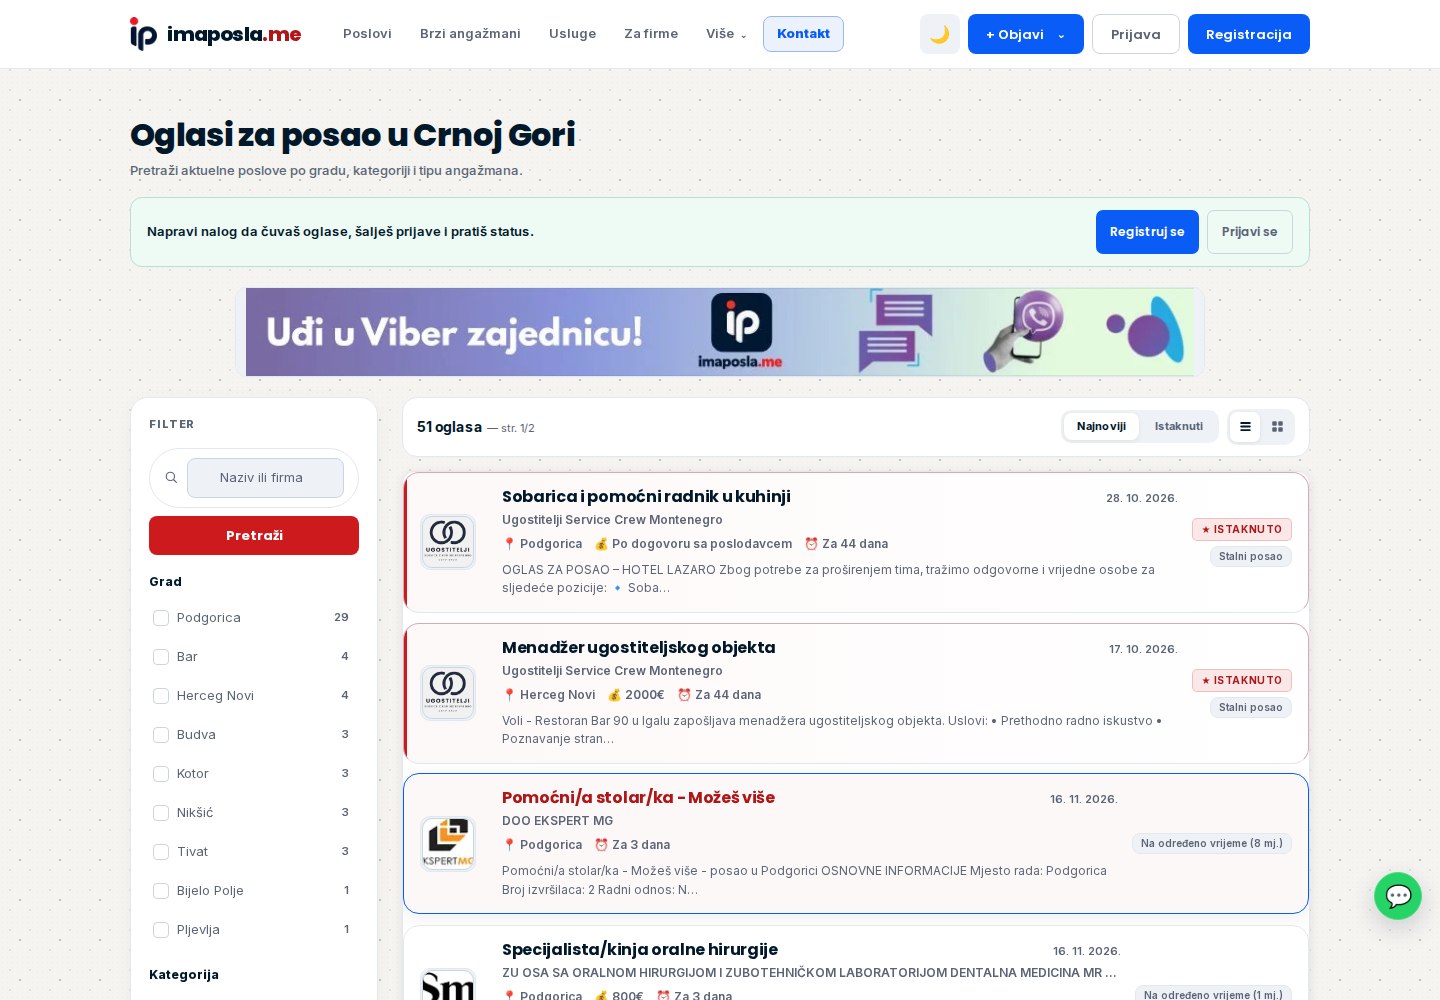 ip imaposla.me
Poslovi
Brzi angažmani
Usluge
Za firme
Više
Kontakt
+ Objavi
Prijava
Registracija
Oglasi za posao u Crnoj Gori
Pretraži aktuelne poslove po gradu, kategoriji i tipu angažmana.
Napravi nalog da čuvaš oglase, šalješ prijave i pratiš status.
Registruj se
Prijavi se
Uđi u Viber zajednicu!
ip
imaposla.me
FILTER
Naziv ili firma
Pretraži
Grad
Podgorica 29
Bar 4
Herceg Novi 4
Budva 3
Kotor 3
Nikšić 3
Tivat 3
Bijelo Polje 1
Pljevlja 1
Kategorija
51 oglasa — str. 1/2
Najnoviji
Istaknuti
Sobarica i pomoćni radnik u kuhinji
28. 10. 2026.
UGOSTITELJI
Ugostitelji Service Crew Montenegro
📍 Podgorica 💰 Po dogovoru sa poslodavcem ⏰ Za 44 dana
OGLAS ZA POSAO – HOTEL LAZARO Zbog potrebe za proširenjem tima, tražimo odgovorne i vrijedne osobe za
sljedeće pozicije: 🔹 Soba…
★ ISTAKNUTO
Stalni posao
Menadžer ugostiteljskog objekta
17. 10. 2026.
UGOSTITELJI
Ugostitelji Service Crew Montenegro
📍 Herceg Novi 💰 2000€ ⏰ Za 44 dana
Voli - Restoran Bar 90 u Igalu zapošljava menadžera ugostiteljskog objekta. Uslovi: • Prethodno radno iskustvo •
Poznavanje stran…
★ ISTAKNUTO
Stalni posao
Pomoćni/a stolar/ka - Možeš više
16. 11. 2026.
KSPERTMG
DOO EKSPERT MG
📍 Podgorica ⏰ Za 3 dana
Pomoćni/a stolar/ka - Možeš više - posao u Podgorici OSNOVNE INFORMACIJE Mjesto rada: Podgorica
Broj izvršilaca: 2 Radni odnos: N…
Na određeno vrijeme (8 mj.)
Specijalista/kinja oralne hirurgije
16. 11. 2026.
Sm
ZU OSA SA ORALNOM HIRURGIJOM I ZUBOTEHNIČKOM LABORATORIJOM DENTALNA MEDICINA MR …
📍 Podgorica 💰 800€ ⏰ Za 3 dana
Na određeno vrijeme (1 mj.)